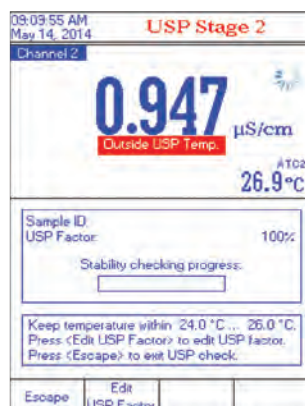 09:09:55 AM
May 14, 2014
USP Stage 2
Channel 2
0.947 µS/cm
Outside USP Temp.
ATC2
26.9°C
Sample ID:
USP Factor: 100%
Stability checking progress:
Keep temperature within 24.0 °C ... 26.0 °C.
Press <Edit USP Factor> to edit USP factor.
Press <Escape> to exit USP check.
Escape
Edit
USP Factor